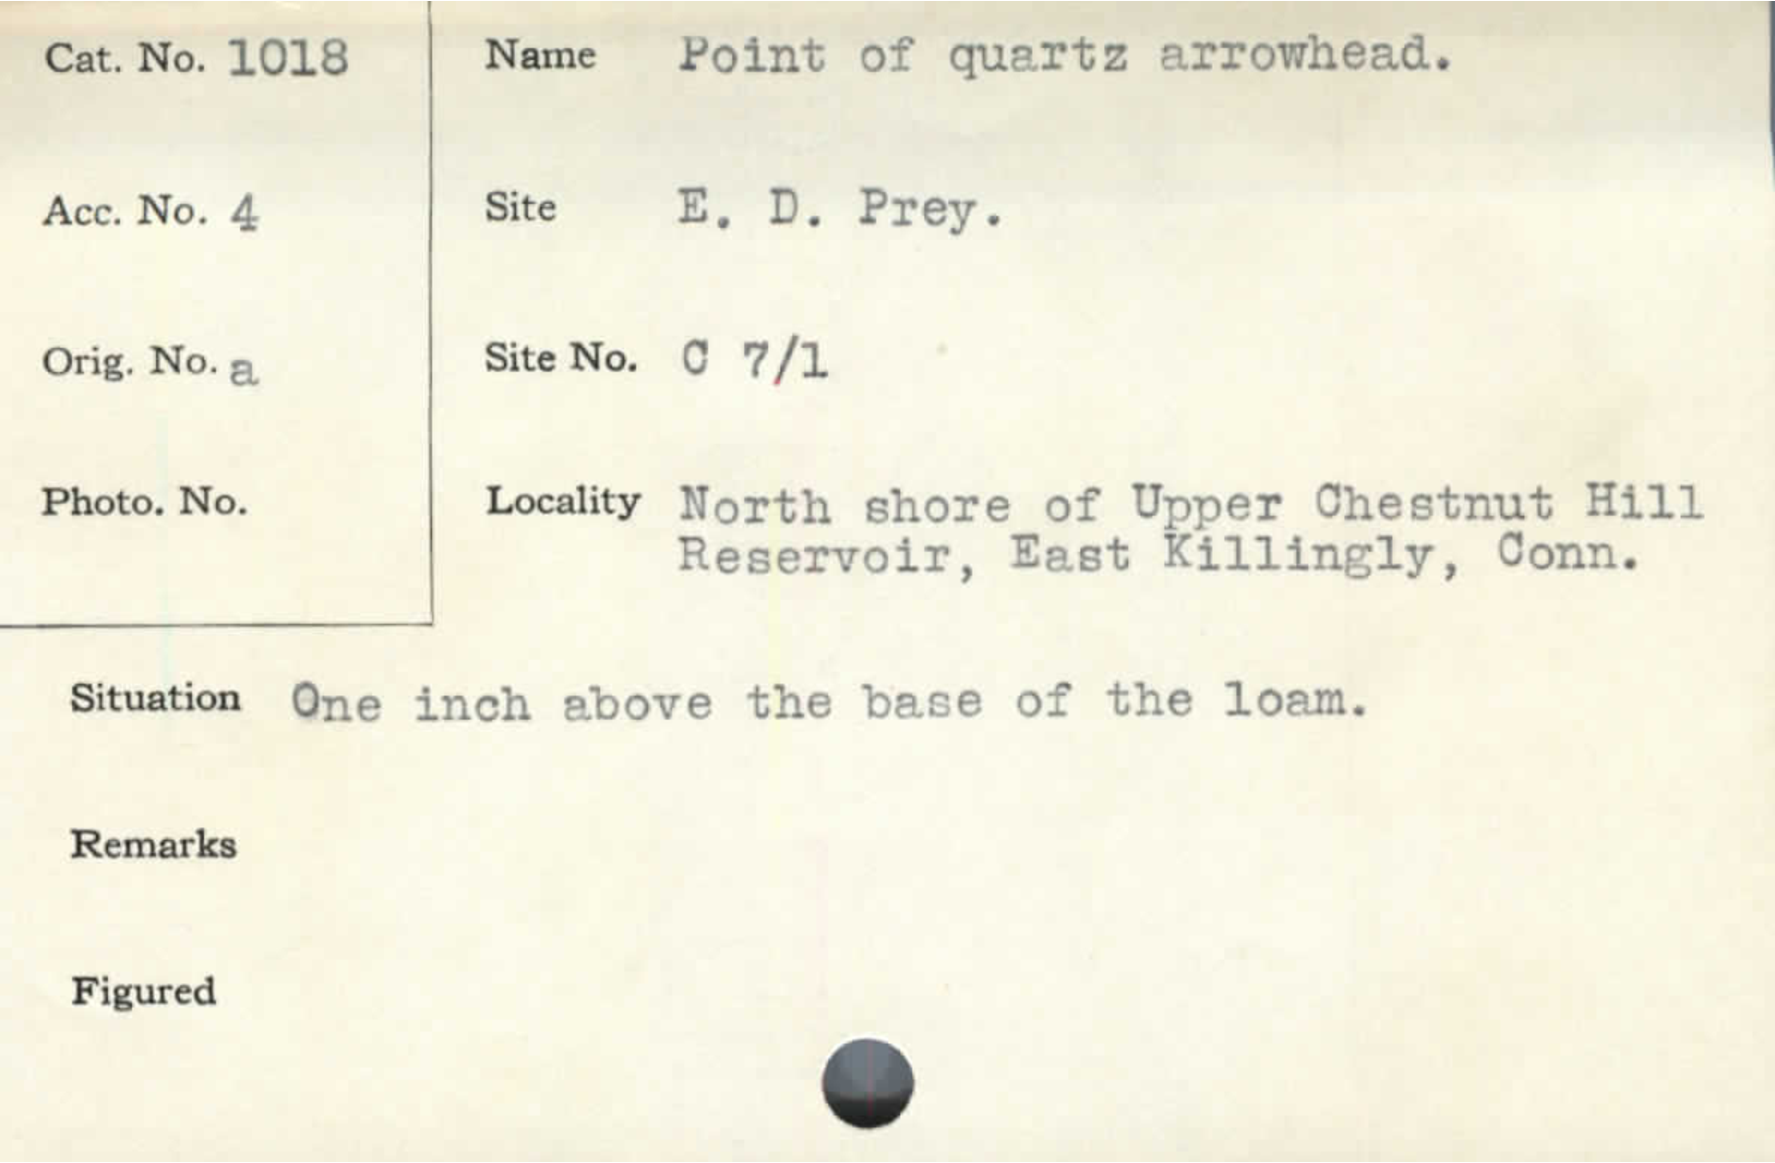 Cat. No. 1018
Name Point of quartz arrowhead.
Acc. No. 4
Site E. D. Prey.
Orig. No. a
Site No. C 7/1
Photo. No.
Locality North shore of Upper Chestnut Hill
Reservoir, East Killingly, Conn.
Situation One inch above the base of the loam.
Remarks
Figured